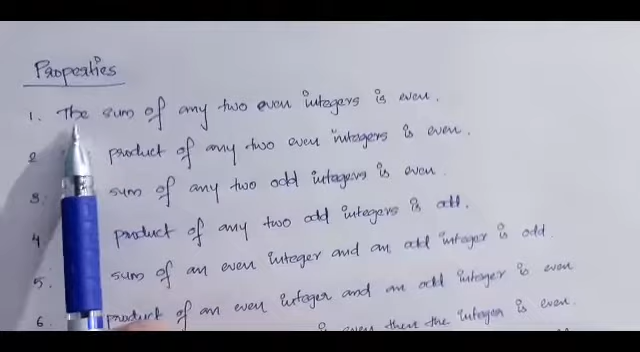 Properties
1. The sum of any two even integers is even.
2 product of any two even integers is even.
3. sum of any two odd integers is even.
4 product of any two odd integers is odd.
5. sum of an even integer and an odd integer is odd
6. product of an even integer and an odd integer is even
is even then the integer is even.